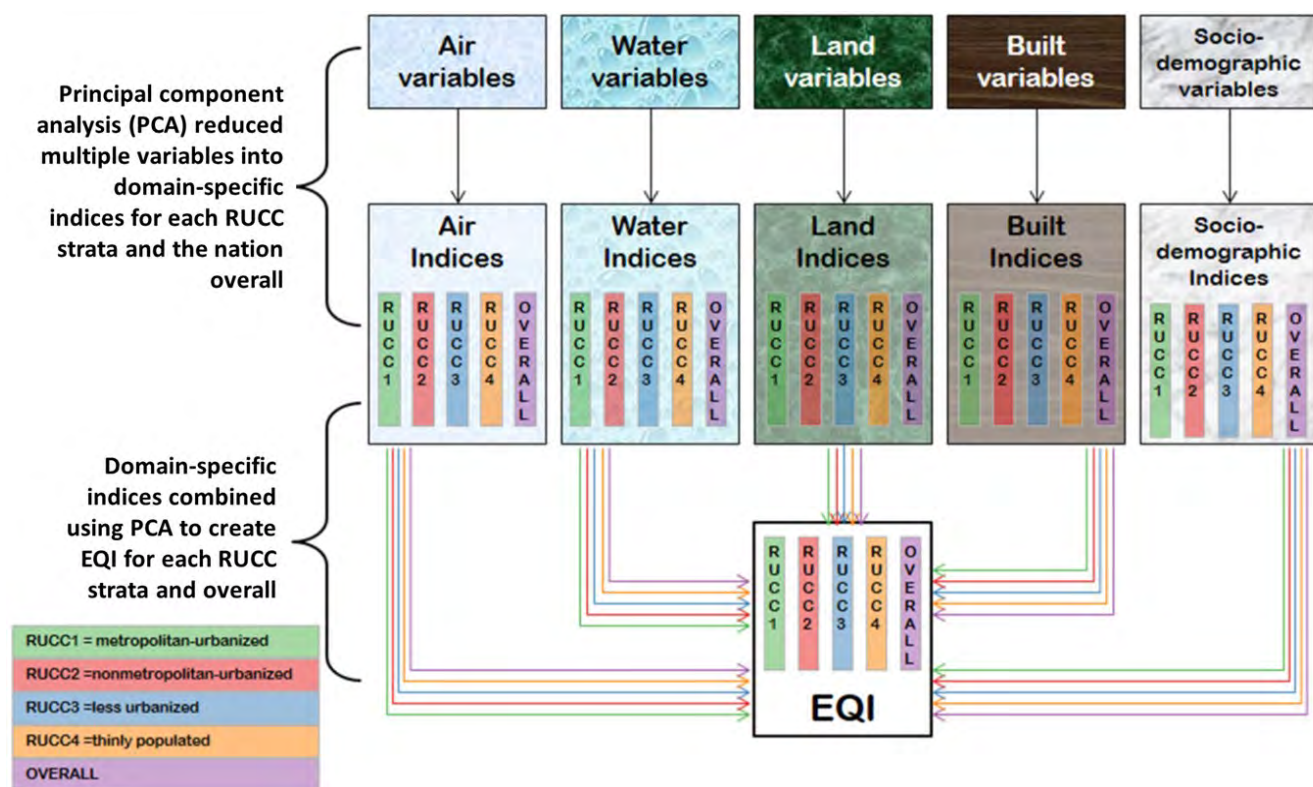 Air
variables
Water
variables
Land
variables
Built
variables
Socio-
demographic
variables
Principal component
analysis (PCA) reduced
multiple variables into
domain-specific
indices for each RUCC
strata and the nation
overall
Air
Indices
RUCC1
RUCC2
RUCC3
RUCC4
OVERALL
Water
Indices
RUCC1
RUCC2
RUCC3
RUCC4
OVERALL
Land
Indices
RUCC1
RUCC2
RUCC3
RUCC4
OVERALL
Built
Indices
RUCC1
RUCC2
RUCC3
RUCC4
OVERALL
Socio-
demographic
Indices
RUCC1
RUCC2
RUCC3
RUCC4
OVERALL
Domain-specific
indices combined
using PCA to create
EQI for each RUCC
strata and overall
RUCC1
RUCC2
RUCC3
RUCC4
OVERALL
EQI
RUCC1 = metropolitan-urbanized
RUCC2 =nonmetropolitan-urbanized
RUCC3 =less urbanized
RUCC4 =thinly populated
OVERALL